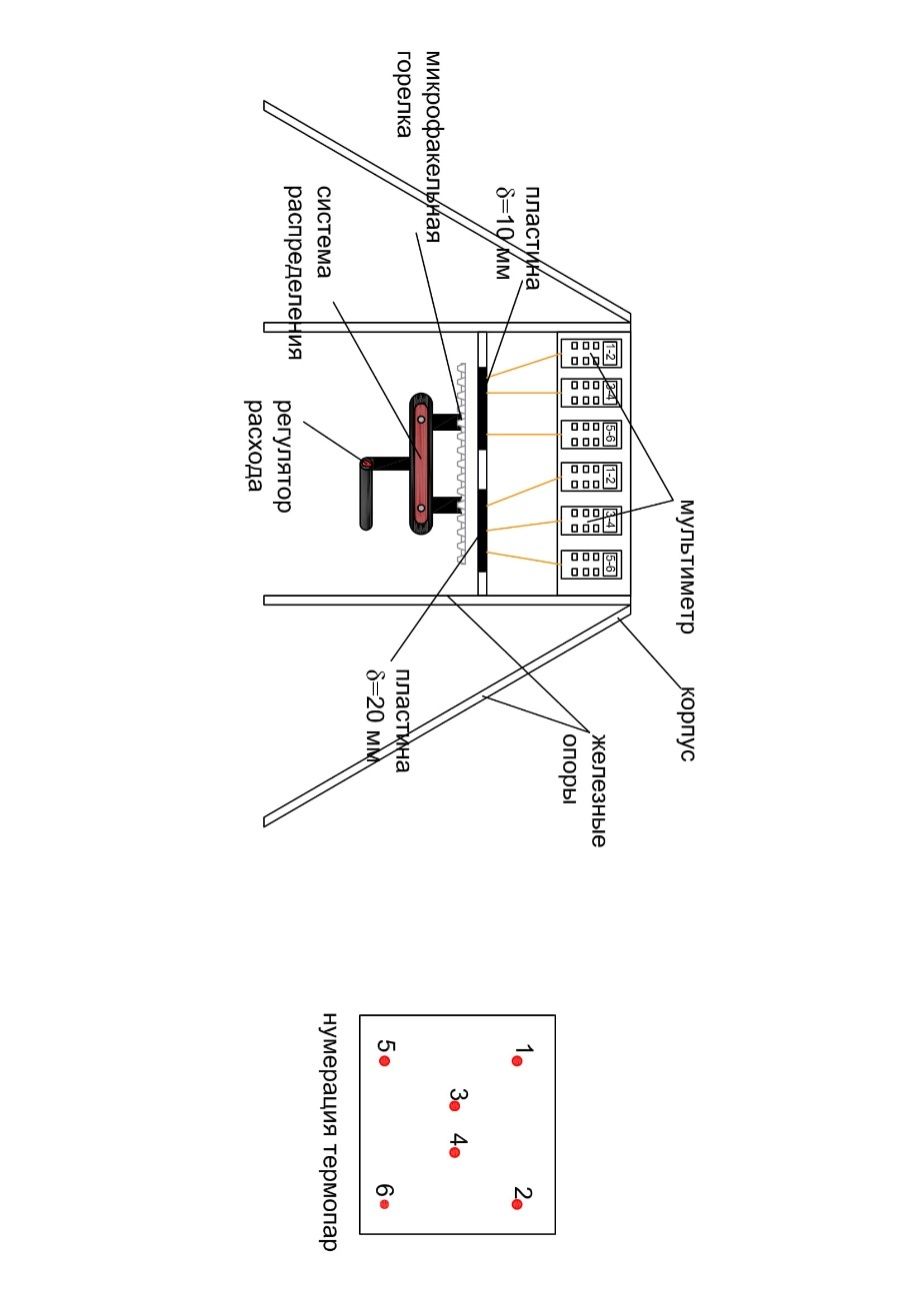 мультиметр
корпус
1-2
3-4
5-6
1-2
3-4
5-6
железные
опоры
пластина
δ=10 мм
микрофакельная
горелка
пластина
δ=20 мм
система
распределения
регулятор
расхода
1
2
3
4
5
6
нумерация термопар